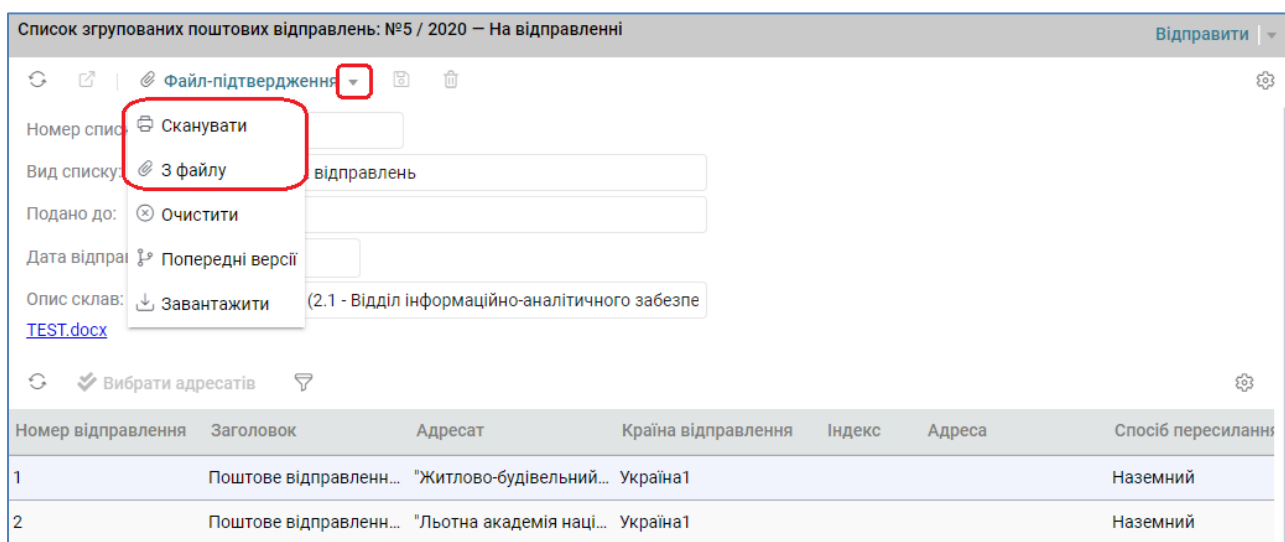 Список згрупованих поштових відправлень: №5 / 2020 — На відправленні
Відправити
Файл-підтвердження
Номер спис
Сканувати
Вид списку:
З файлу
відправлень
Подано до:
Очистити
Дата відпра
Попередні версії
Опис склав:
Завантажити
(2.1 - Відділ інформаційно-аналітичного забезпе
TEST.docx
Вибрати адресатів
Номер відправлення Заголовок Адресат Країна відправлення Індекс Адреса Спосіб пересилання
1 Поштове відправленн... "Житлово-будівельний... Україна1 Наземний
2 Поштове відправленн... "Льотна академія наці... Україна1 Наземний